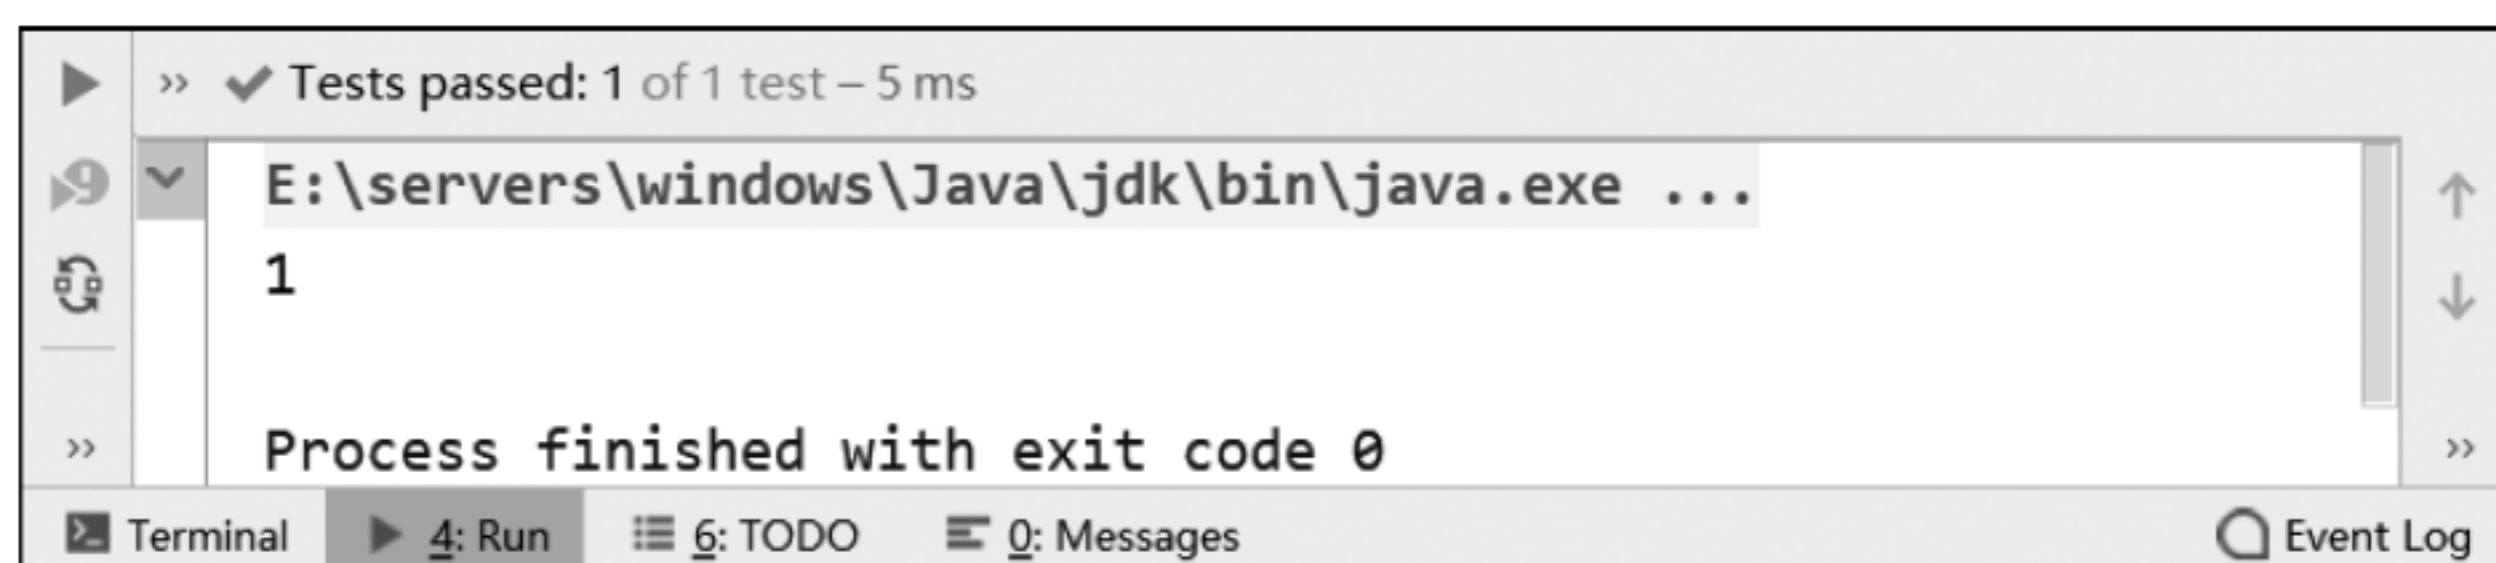 Tests passed: 1 of 1 test – 5 ms
E:\servers\windows\Java\jdk\bin\java.exe ...
1
Process finished with exit code 0
Terminal 4: Run 6: TODO 0: Messages Event Log